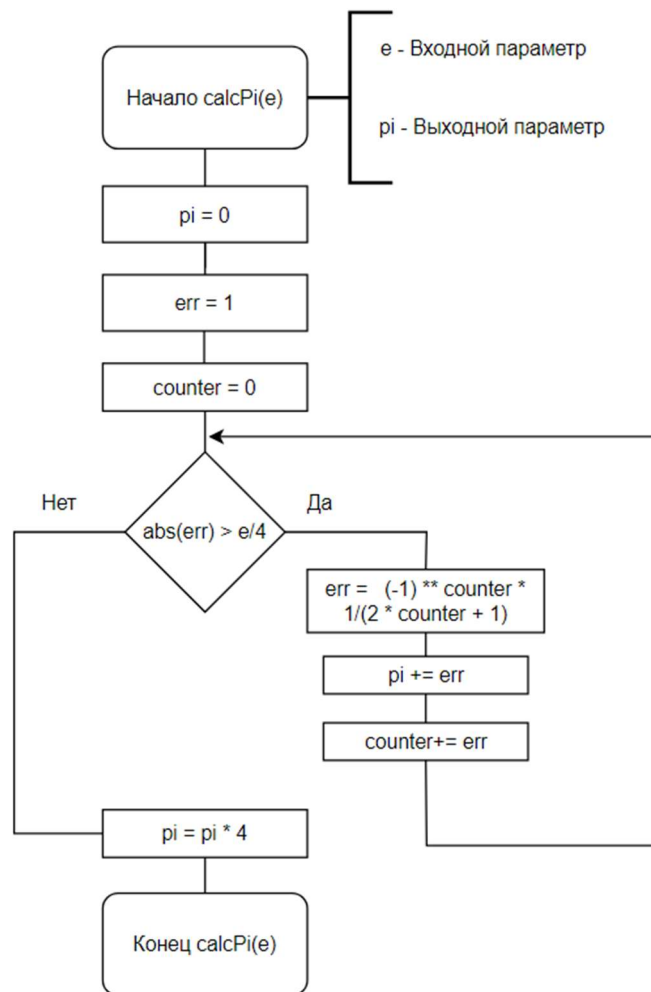 Начало calcPi(e)
e - Входной параметр
pi - Выходной параметр
pi = 0
err = 1
counter = 0
Нет
abs(err) > e/4
Да
err = (-1) ** counter *
1/(2 * counter + 1)
pi += err
counter+= err
pi = pi * 4
Конец calcPi(e)